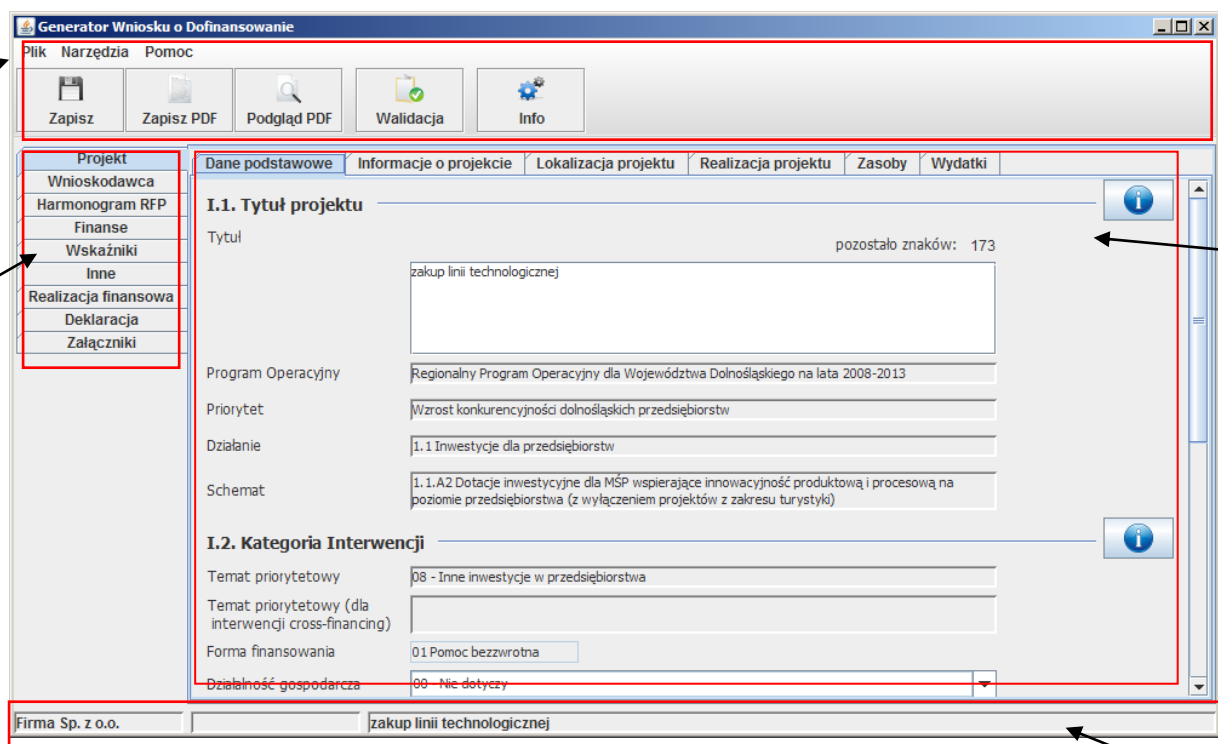 Generator Wniosku o Dofinansowanie
Plik Narzędzia Pomoc
Zapisz Zapisz PDF Podgląd PDF Walidacja Info
Projekt
Wnioskodawca
Harmonogram RFP
Finanse
Wskaźniki
Inne
Realizacja finansowa
Deklaracja
Załączniki
Dane podstawowe Informacje o projekcie Lokalizacja projektu Realizacja projektu Zasoby Wydatki
I.1. Tytuł projektu
Tytuł
pozostało znaków: 173
zakup linii technologicznej
Program Operacyjny Regionalny Program Operacyjny dla Województwa Dolnośląskiego na lata 2008-2013
Priorytet Wzrost konkurencyjności dolnośląskich przedsiębiorstw
Działanie 1.1 Inwestycje dla przedsiębiorstw
Schemat 1.1.A2 Dotacje inwestycyjne dla MŚP wspierające innowacyjność produktową i procesową na
poziomie przedsiębiorstwa (z wyłączeniem projektów z zakresu turystyki)
I.2. Kategoria Interwencji
Temat priorytetowy 08 - Inne inwestycje w przedsiębiorstwa
Temat priorytetowy (dla
interwencji cross-financing)
Forma finansowania 01 Pomoc bezzwrotna
Działalność gospodarcza 00 - Nie dotyczy
Firma Sp. z o.o. zakup linii technologicznej